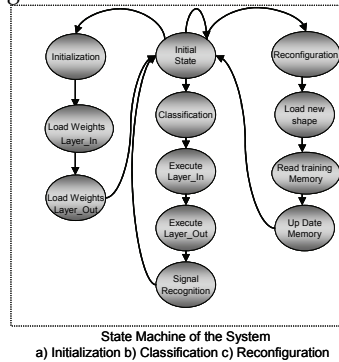 Initialization
Load Weights
Layer_In
Load Weights
Layer_Out
Initial
State
Classification
Execute
Layer_In
Execute
Layer_Out
Signal
Recognition
Reconfiguration
Load new
shape
Read training
Memory
Up Date
Memory
State Machine of the System
a) Initialization b) Classification c) Reconfiguration